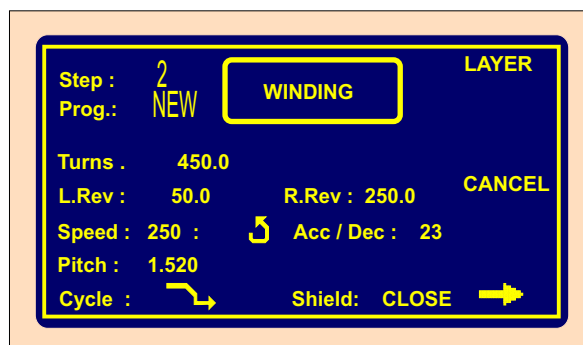 Step : 2 WINDING LAYER
Prog.: NEW
Turns . 450.0
L.Rev : 50.0 R.Rev : 250.0 CANCEL
Speed : 250 : Acc / Dec : 23
Pitch : 1.520
Cycle : Shield: CLOSE